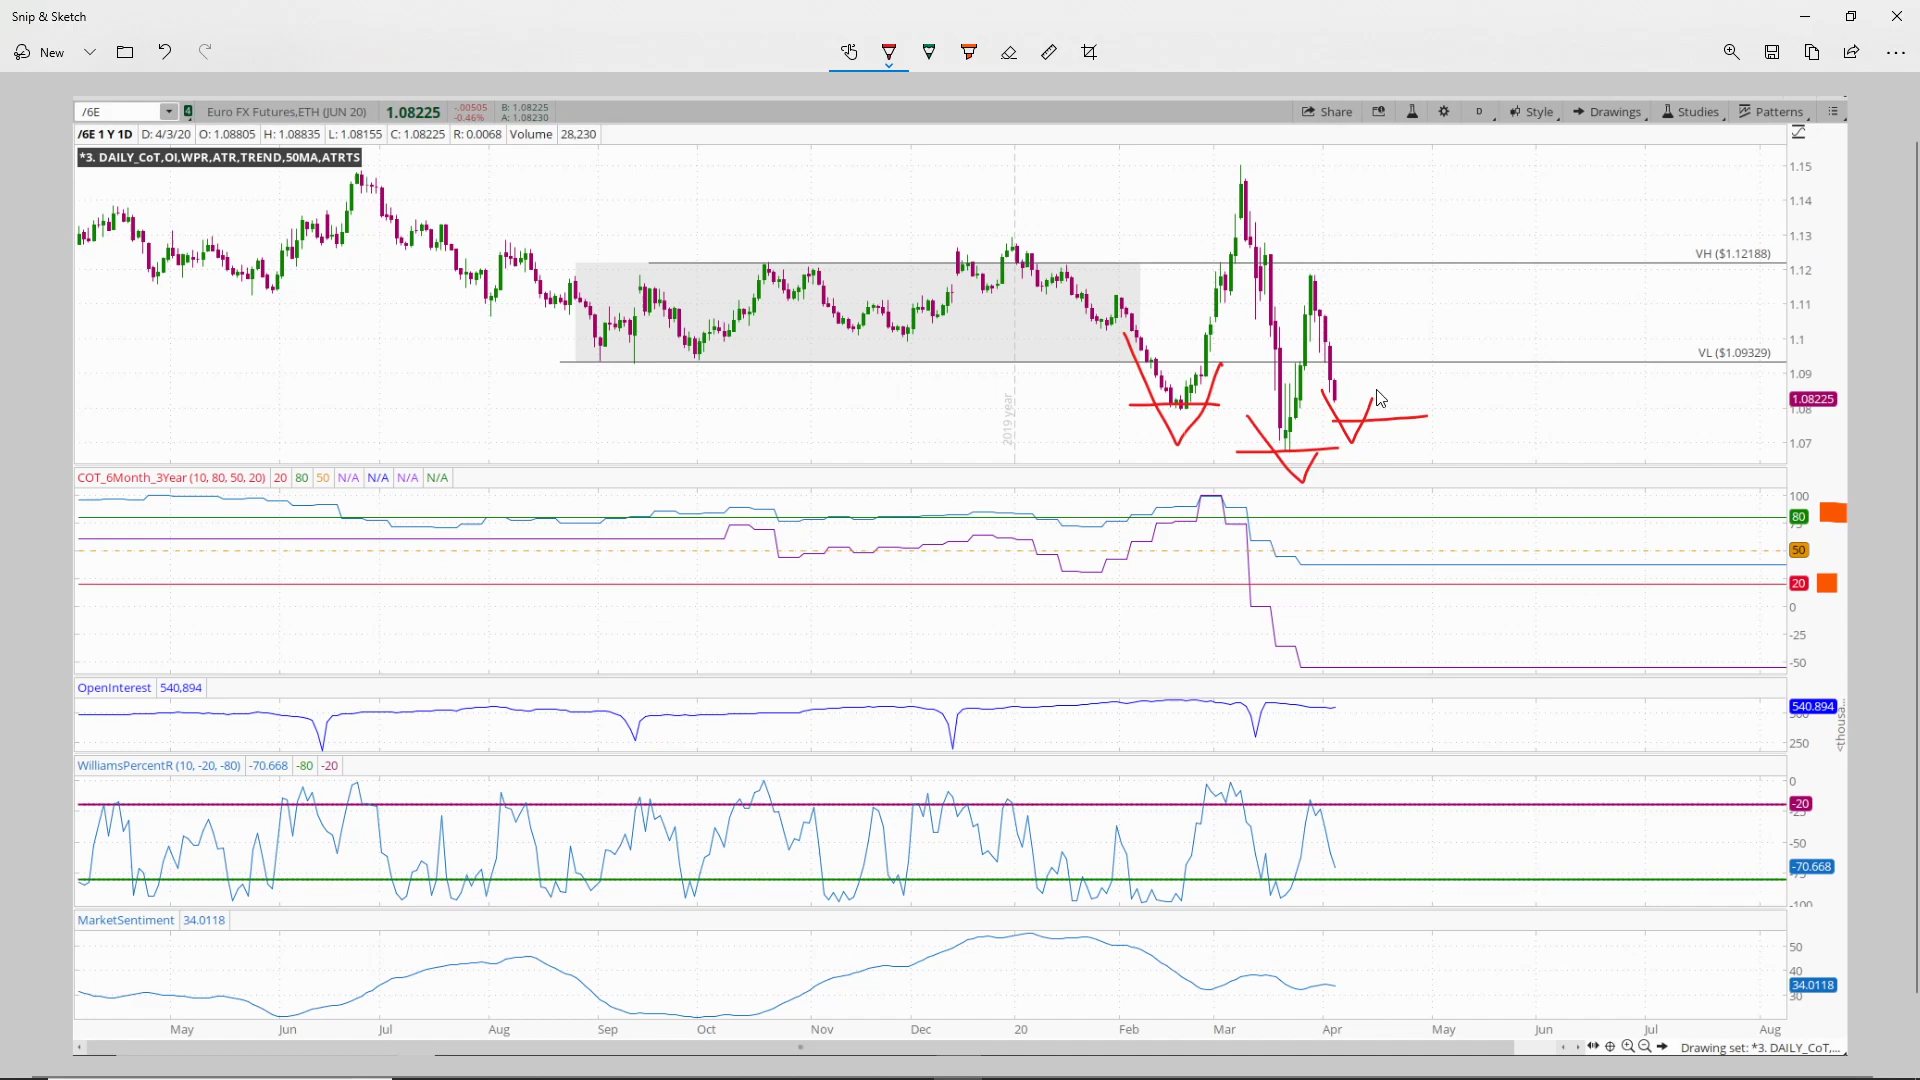 Snip & Sketch
New
/6E
4
Euro FX Futures,ETH (JUN 20)
1.08225
-.00505
-0.46%
B: 1.08225
A: 1.08230
Share
D
Style
Drawings
Studies
Patterns
/6E 1 Y 1D
D: 4/3/20
O: 1.08805
H: 1.08835
L: 1.08155
C: 1.08225
R: 0.0068
Volume
28,230
*3. DAILY_CoT,OI,WPR,ATR,TREND,50MA,ATRTS
1.15
1.14
1.13
VH ($1.12188)
1.12
1.11
1.1
VL ($1.09329)
1.09
1.08225
1.08
1.07
2019 year
COT_6Month_3Year (10, 80, 50, 20)
20
80
50
N/A
N/A
N/A
N/A
100
80
50
20
0
-25
-50
OpenInterest
540,894
540.894
250
<thousa...
WilliamsPercentR (10, -20, -80)
-70.668
-80
-20
0
-20
-25
-50
-70.668
-100
MarketSentiment
34.0118
50
40
34.0118
30
May
Jun
Jul
Aug
Sep
Oct
Nov
Dec
20
Feb
Mar
Apr
May
Jun
Jul
Aug
Drawing set: *3. DAILY_CoT,...